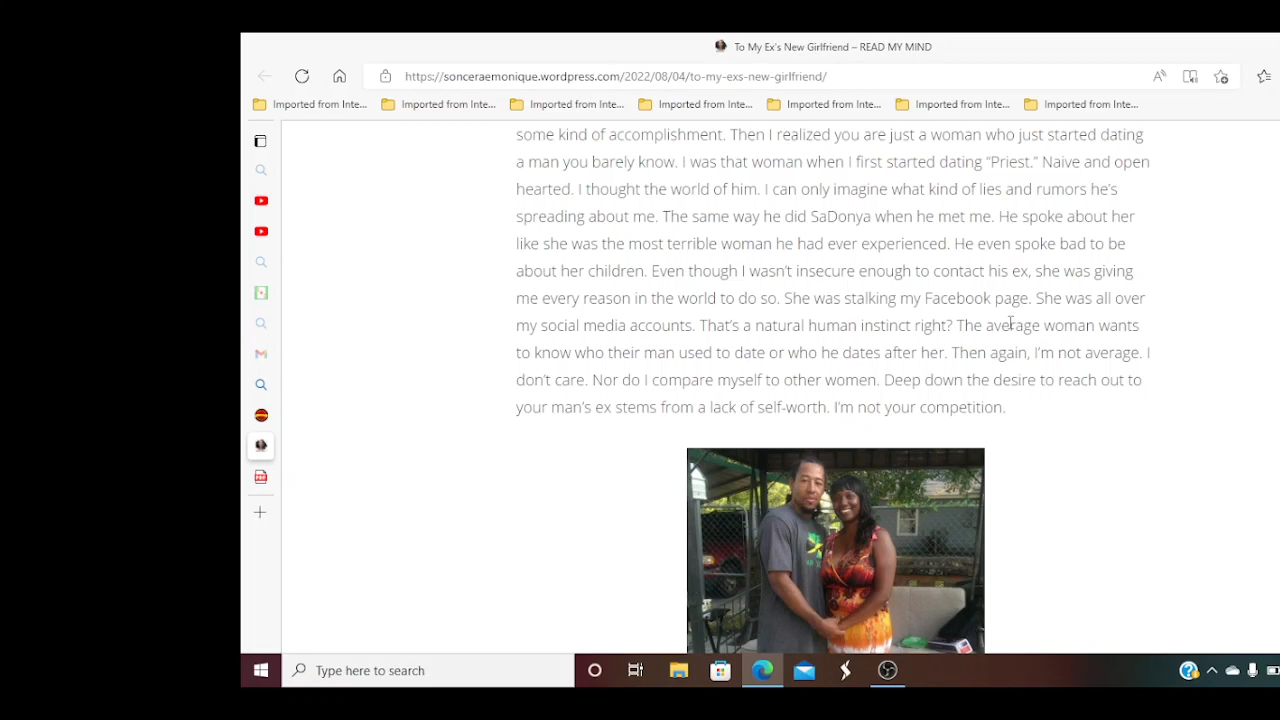 To My Ex's New Girlfriend – READ MY MIND
https://sonceraemonique.wordpress.com/2022/08/04/to-my-exs-new-girlfriend/
Imported from Inte... Imported from Inte... Imported from Inte... Imported from Inte... Imported from Inte... Imported from Inte... Imported from Inte...
some kind of accomplishment. Then I realized you are just a woman who just started dating
a man you barely know. I was that woman when I first started dating “Priest.” Naive and open
hearted. I thought the world of him. I can only imagine what kind of lies and rumors he’s
spreading about me. The same way he did SaDonya when he met me. He spoke about her
like she was the most terrible woman he had ever experienced. He even spoke bad to be
about her children. Even though I wasn’t insecure enough to contact his ex, she was giving
me every reason in the world to do so. She was stalking my Facebook page. She was all over
my social media accounts. That’s a natural human instinct right? The average woman wants
to know who their man used to date or who he dates after her. Then again, I’m not average. I
don’t care. Nor do I compare myself to other women. Deep down the desire to reach out to
your man’s ex stems from a lack of self-worth. I’m not your competition.
PDF
Type here to search